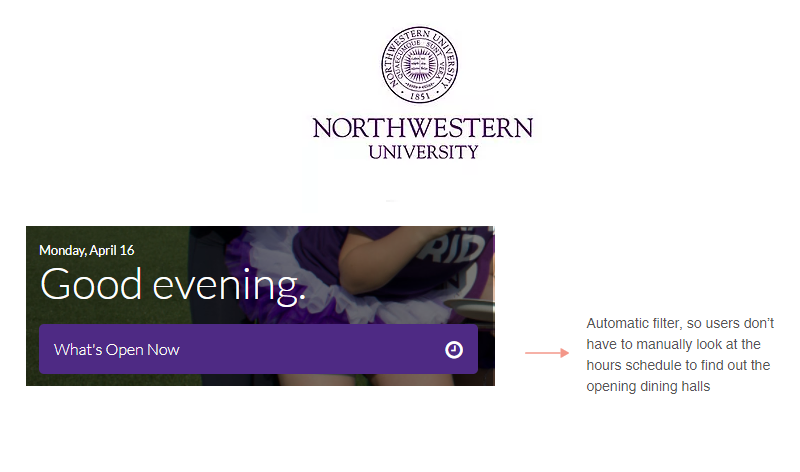 NORTHWESTERN UNIVERSITY
QUAECUMQUE SUNT VERA
1851
NORTHWESTERN
UNIVERSITY
Monday, April 16
Good evening.
RID
What's Open Now
Automatic filter, so users don't
have to manually look at the
hours schedule to find out the
opening dining halls